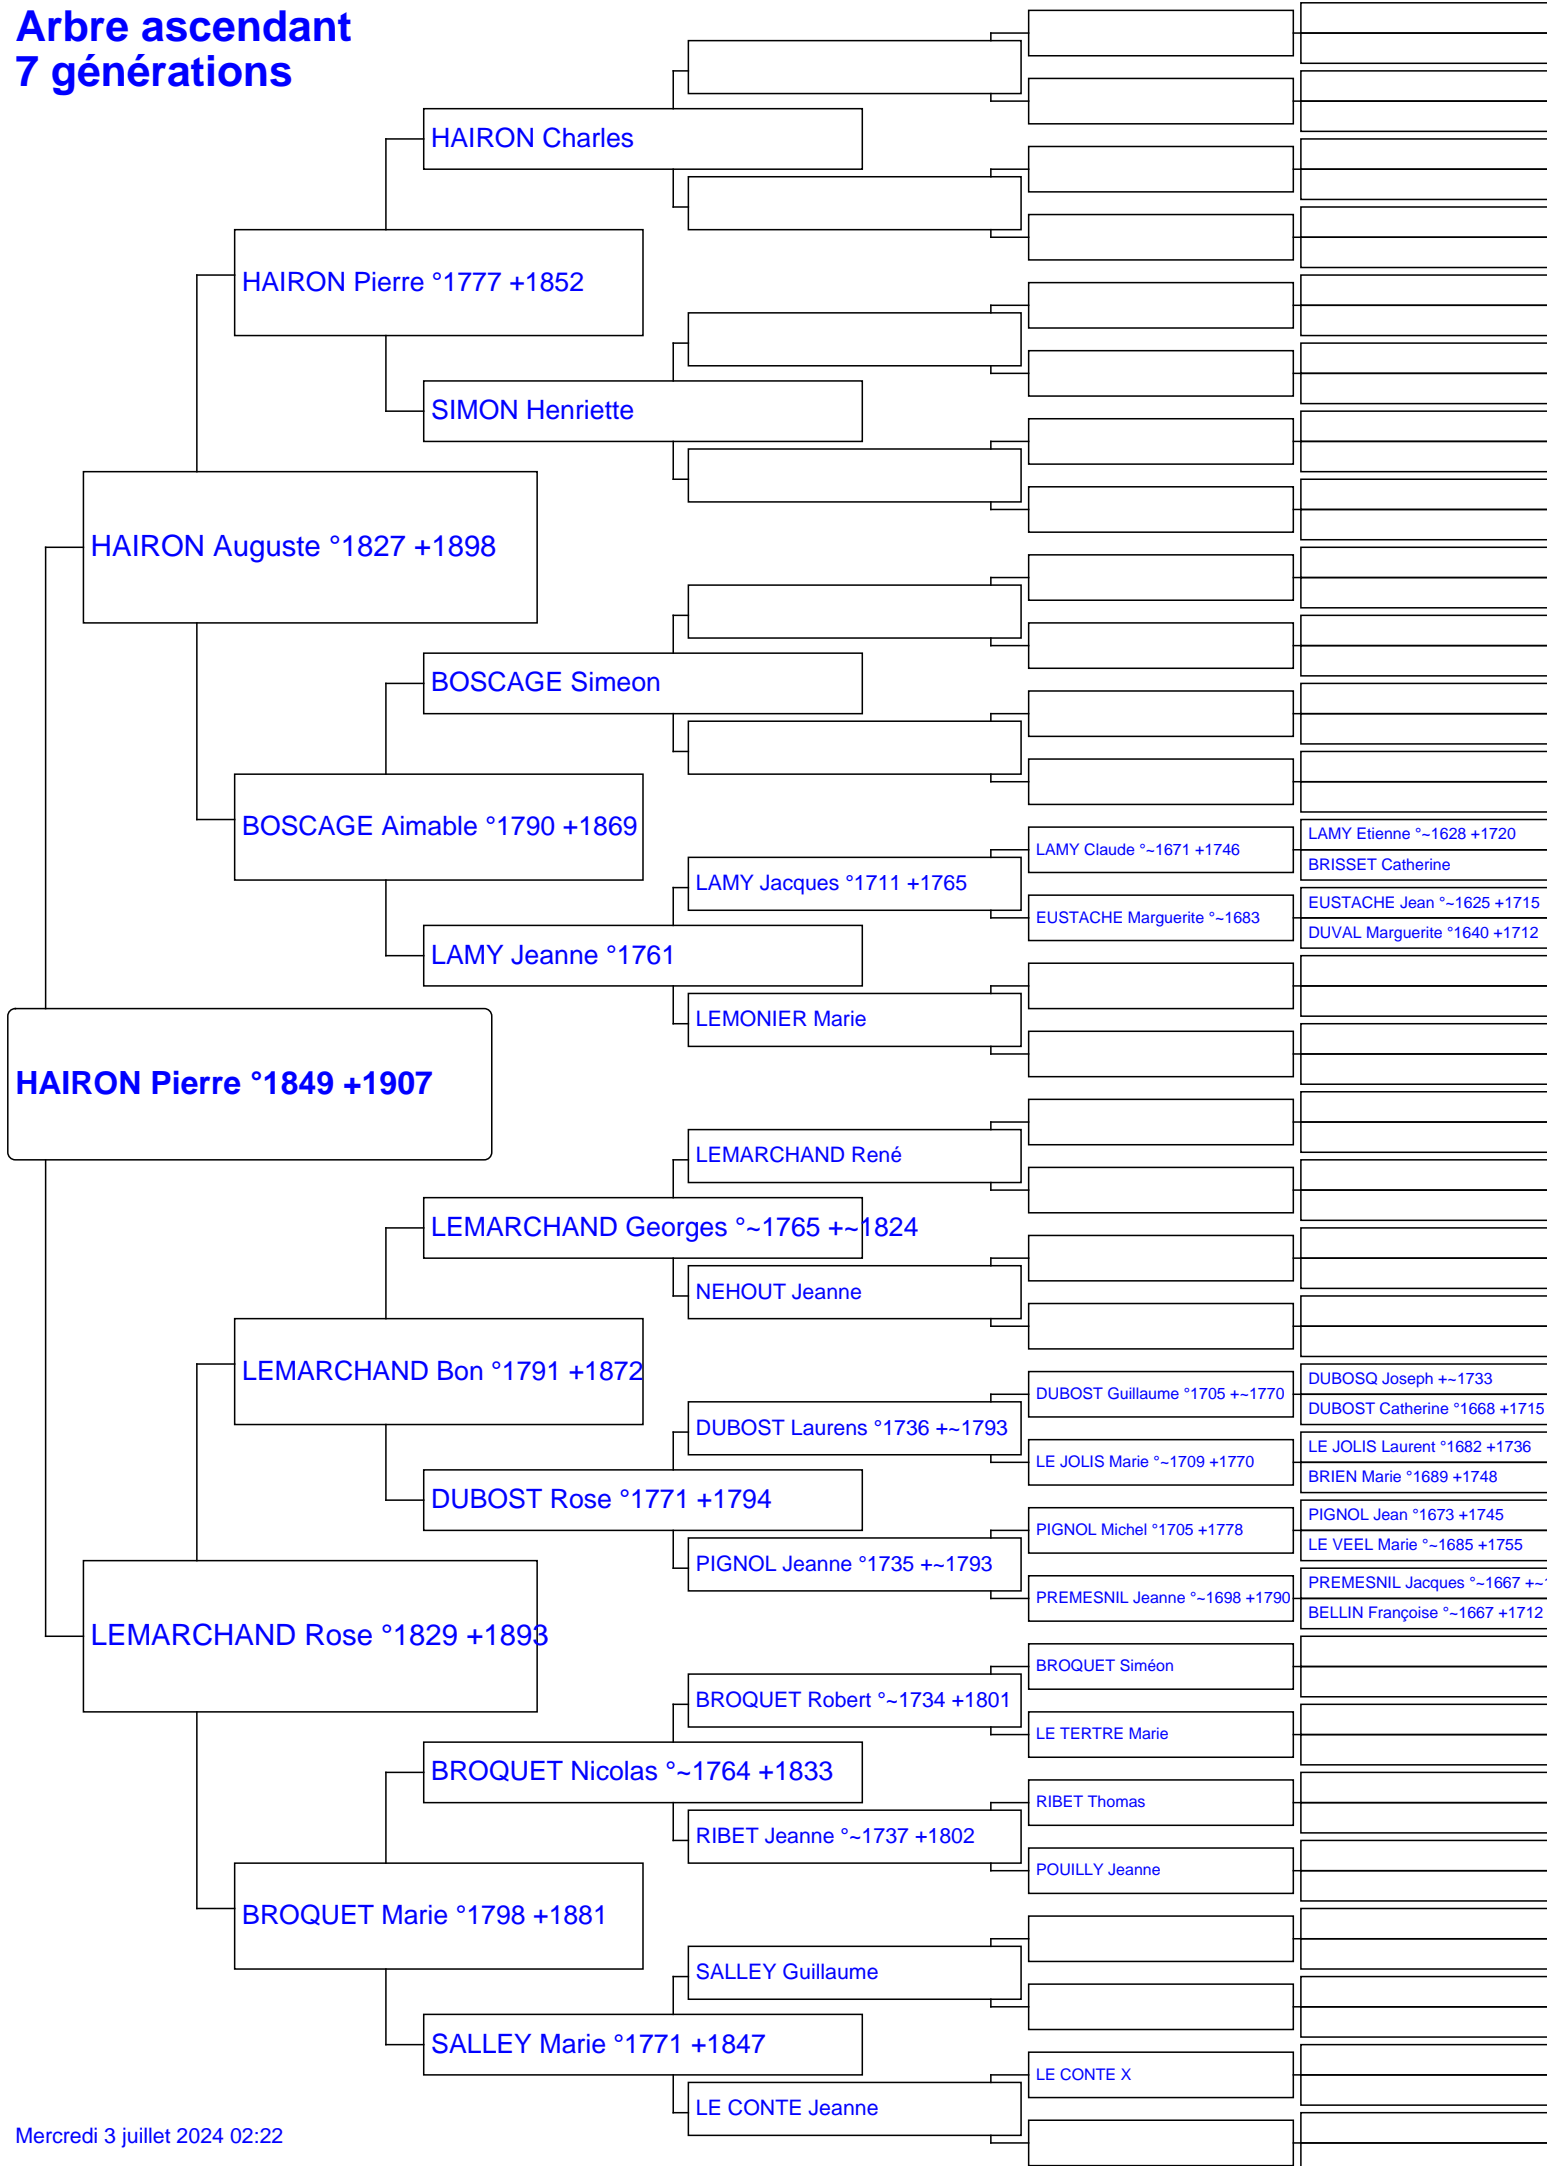 Arbre ascendant
7 générations
HAIRON Charles
HAIRON Pierre °1777 +1852
SIMON Henriette
HAIRON Auguste °1827 +1898
BOSCAGE Simeon
BOSCAGE Aimable °1790 +1869
LAMY Etienne °~1628 +1720
LAMY Claude °~1671 +1746
BRISSET Catherine
LAMY Jacques °1711 +1765
EUSTACHE Jean °~1625 +1715
EUSTACHE Marguerite °~1683
DUVAL Marguerite °1640 +1712
LAMY Jeanne °1761
LEMONIER Marie
HAIRON Pierre °1849 +1907
LEMARCHAND René
LEMARCHAND Georges °~1765 +~1824
NEHOUT Jeanne
LEMARCHAND Bon °1791 +1872
DUBOSQ Joseph +~1733
DUBOST Guillaume °1705 +~1770
DUBOST Catherine °1668 +1715
DUBOST Laurens °1736 +~1793
LE JOLIS Laurent °1682 +1736
LE JOLIS Marie °~1709 +1770
BRIEN Marie °1689 +1748
DUBOST Rose °1771 +1794
PIGNOL Jean °1673 +1745
PIGNOL Michel °1705 +1778
LE VEEL Marie °~1685 +1755
PIGNOL Jeanne °1735 +~1793
PREMESNIL Jacques °~1667 +~
PREMESNIL Jeanne °~1698 +1790
BELLIN Françoise °~1667 +1712
LEMARCHAND Rose °1829 +1893
BROQUET Siméon
BROQUET Robert °~1734 +1801
LE TERTRE Marie
BROQUET Nicolas °~1764 +1833
RIBET Thomas
RIBET Jeanne °~1737 +1802
POUILLY Jeanne
BROQUET Marie °1798 +1881
SALLEY Guillaume
SALLEY Marie °1771 +1847
LE CONTE X
LE CONTE Jeanne
Mercredi 3 juillet 2024 02:22